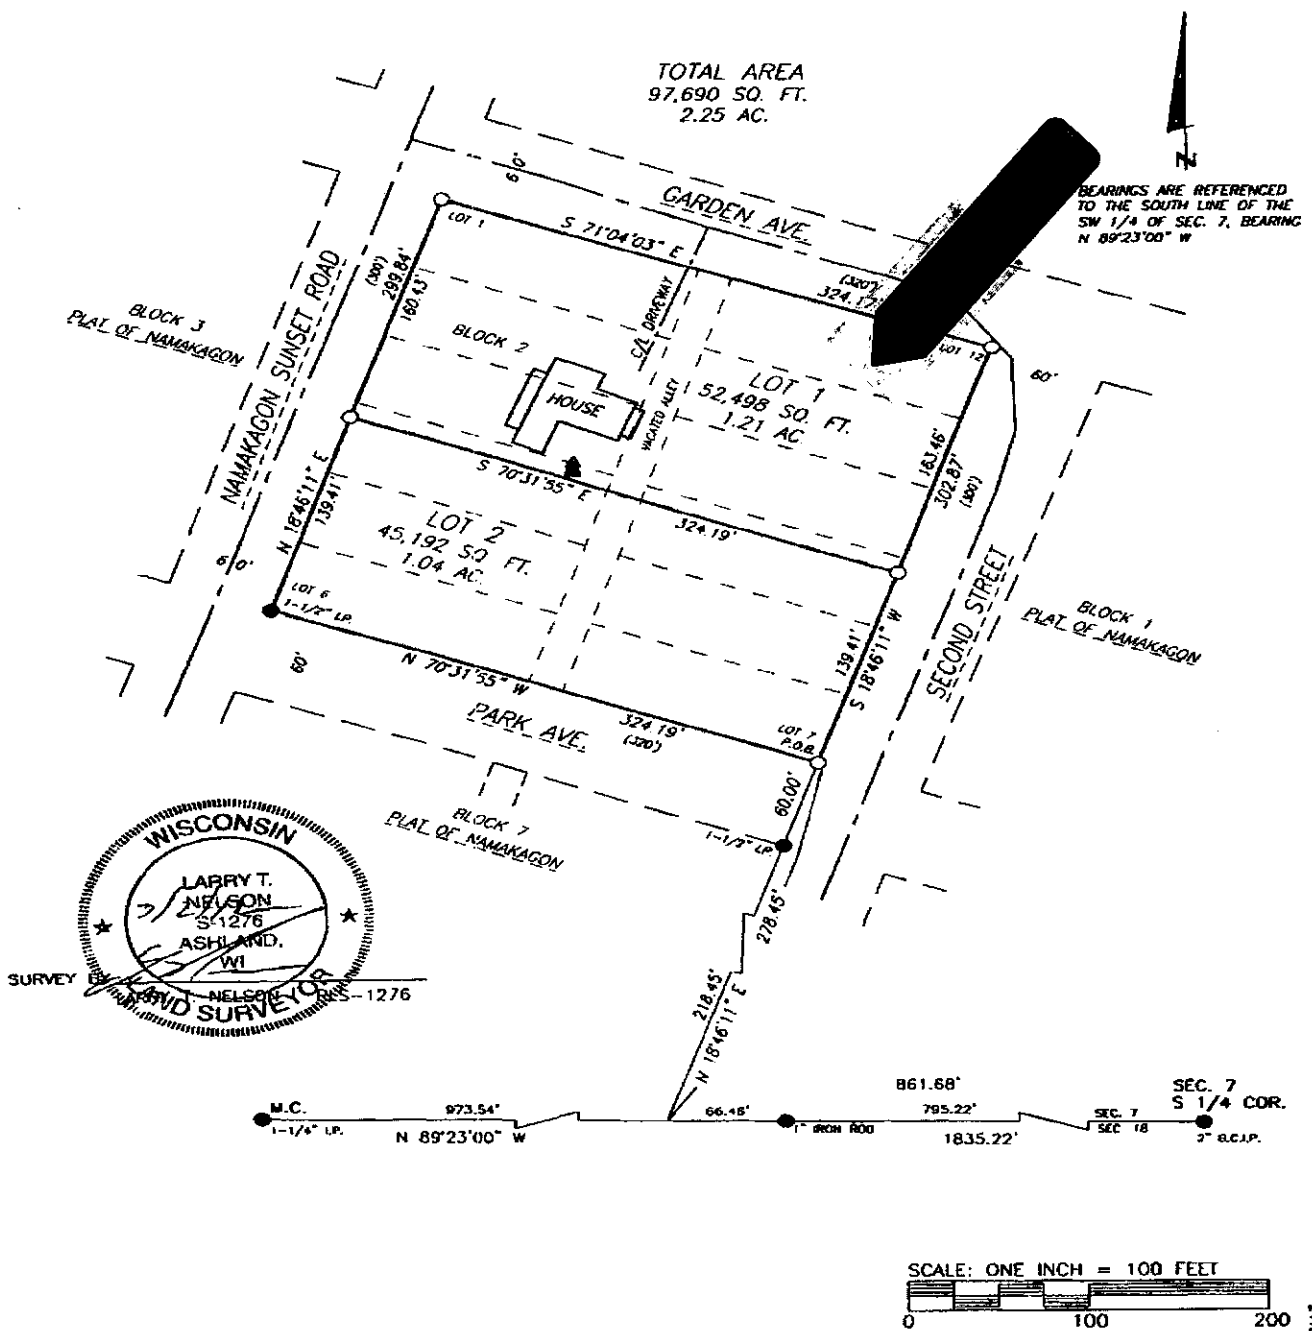 TOTAL AREA
97,690 SQ. FT.
2.25 AC.
N
BEARINGS ARE REFERENCED
TO THE SOUTH LINE OF THE
SW 1/4 OF SEC. 7, BEARING
N 89°23'00" W
60'
GARDEN AVE.
LOT 1
S 71°04'03" E
(320')
324.17'
LOT 12
60'
BLOCK 3
PLAT OF NAMAKAGON
NAMAKAGON SUNSET ROAD
(300')
299.84'
160.43'
BLOCK 2
C/L DRIVEWAY
HOUSE
VACATED ALLEY
LOT 1
52,498 SQ. FT.
1.21 AC
163.46'
302.87'
(300')
S 70°31'55" E
324.19'
N 18°46'11" E
139.41'
LOT 2
45,192 SQ FT.
1.04 AC.
60'
LOT 6
1-1/2" I.P.
60'
N 70°31'55" W
324.19'
(320')
PARK AVE.
139.41'
S 18°46'11" W
SECOND STREET
BLOCK 1
PLAT OF NAMAKAGON
LOT 7
P.O.B.
60.00'
1-1/2" I.P.
BLOCK 7
PLAT OF NAMAKAGON
278.45'
218.45'
N 18°46'11" E
WISCONSIN
LARRY T.
NELSON
S-1276
ASHLAND,
WI
LAND SURVEYOR
SURVEY BY
T. NELSON RLS-1276
M.C.
1-1/4" I.P.
973.54'
N 89°23'00" W
66.46'
1" IRON ROD
861.68'
795.22'
1835.22'
SEC. 7
SEC 18
SEC. 7
S 1/4 COR.
2" B.C.I.P.
SCALE: ONE INCH = 100 FEET
0 100 200